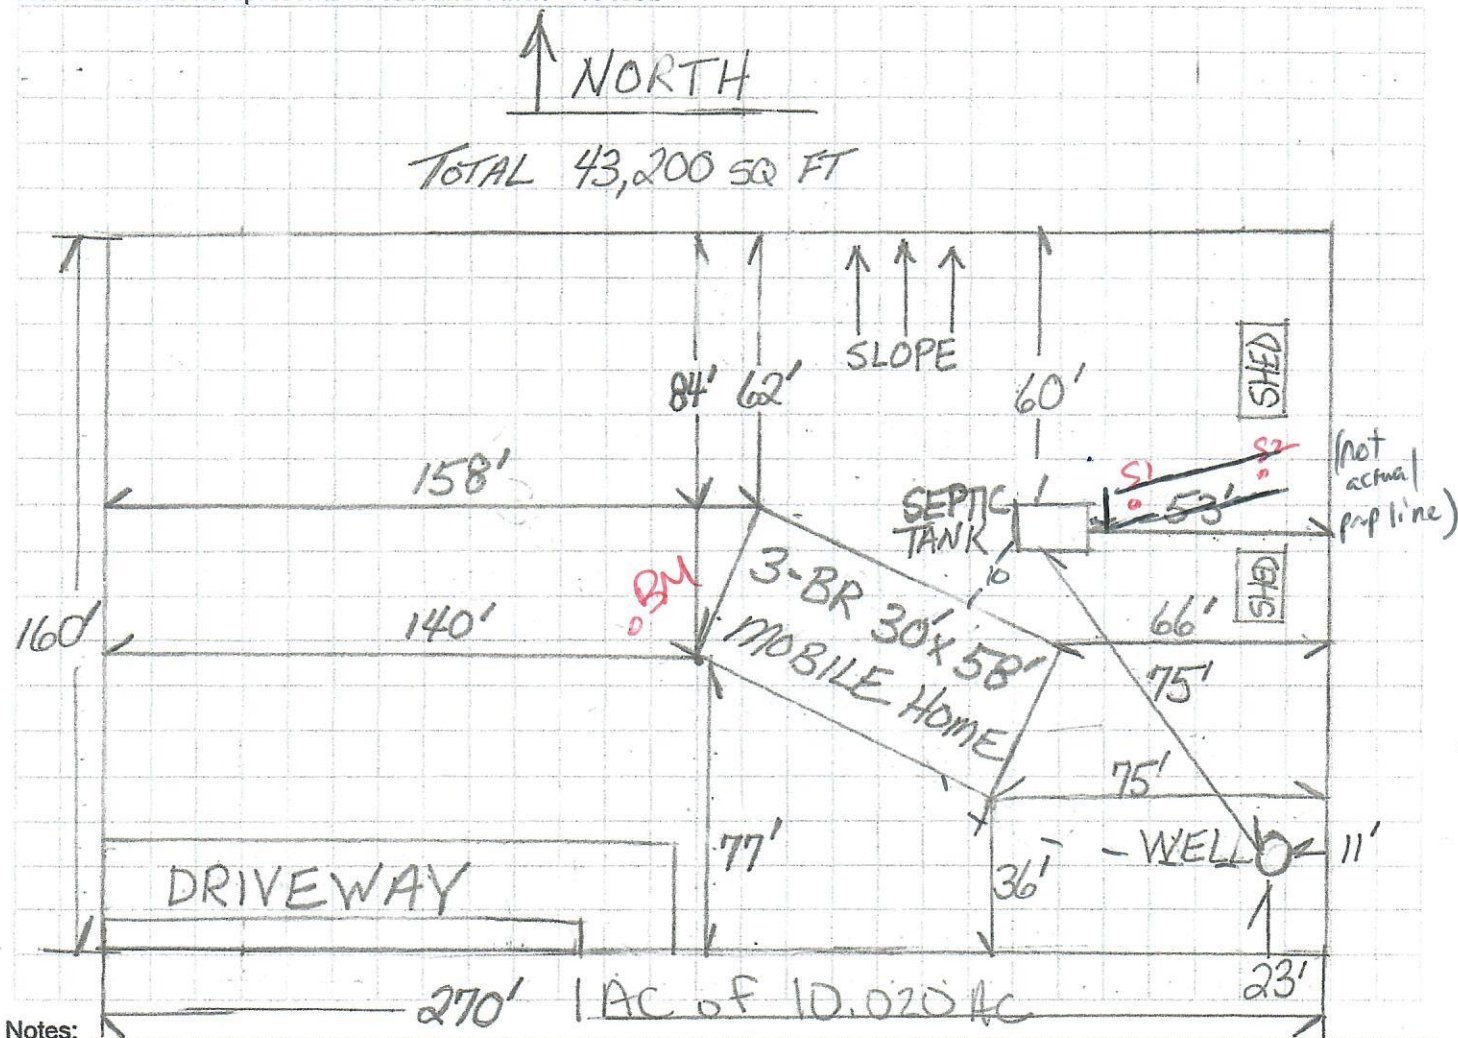 NORTH
TOTAL 43,200 SQ FT
SLOPE
84' 62'
60'
SHED
158'
S1
S2
(not
actual
prop line)
SEPTIC
TANK
53'
10
BM
3-BR 30'x58'
MOBILE HOME
SHED
160'
140'
66'
75'
75'
77'
36'
WELL
11'
DRIVEWAY
23'
270'
1 AC of 10.020 AC
Notes: